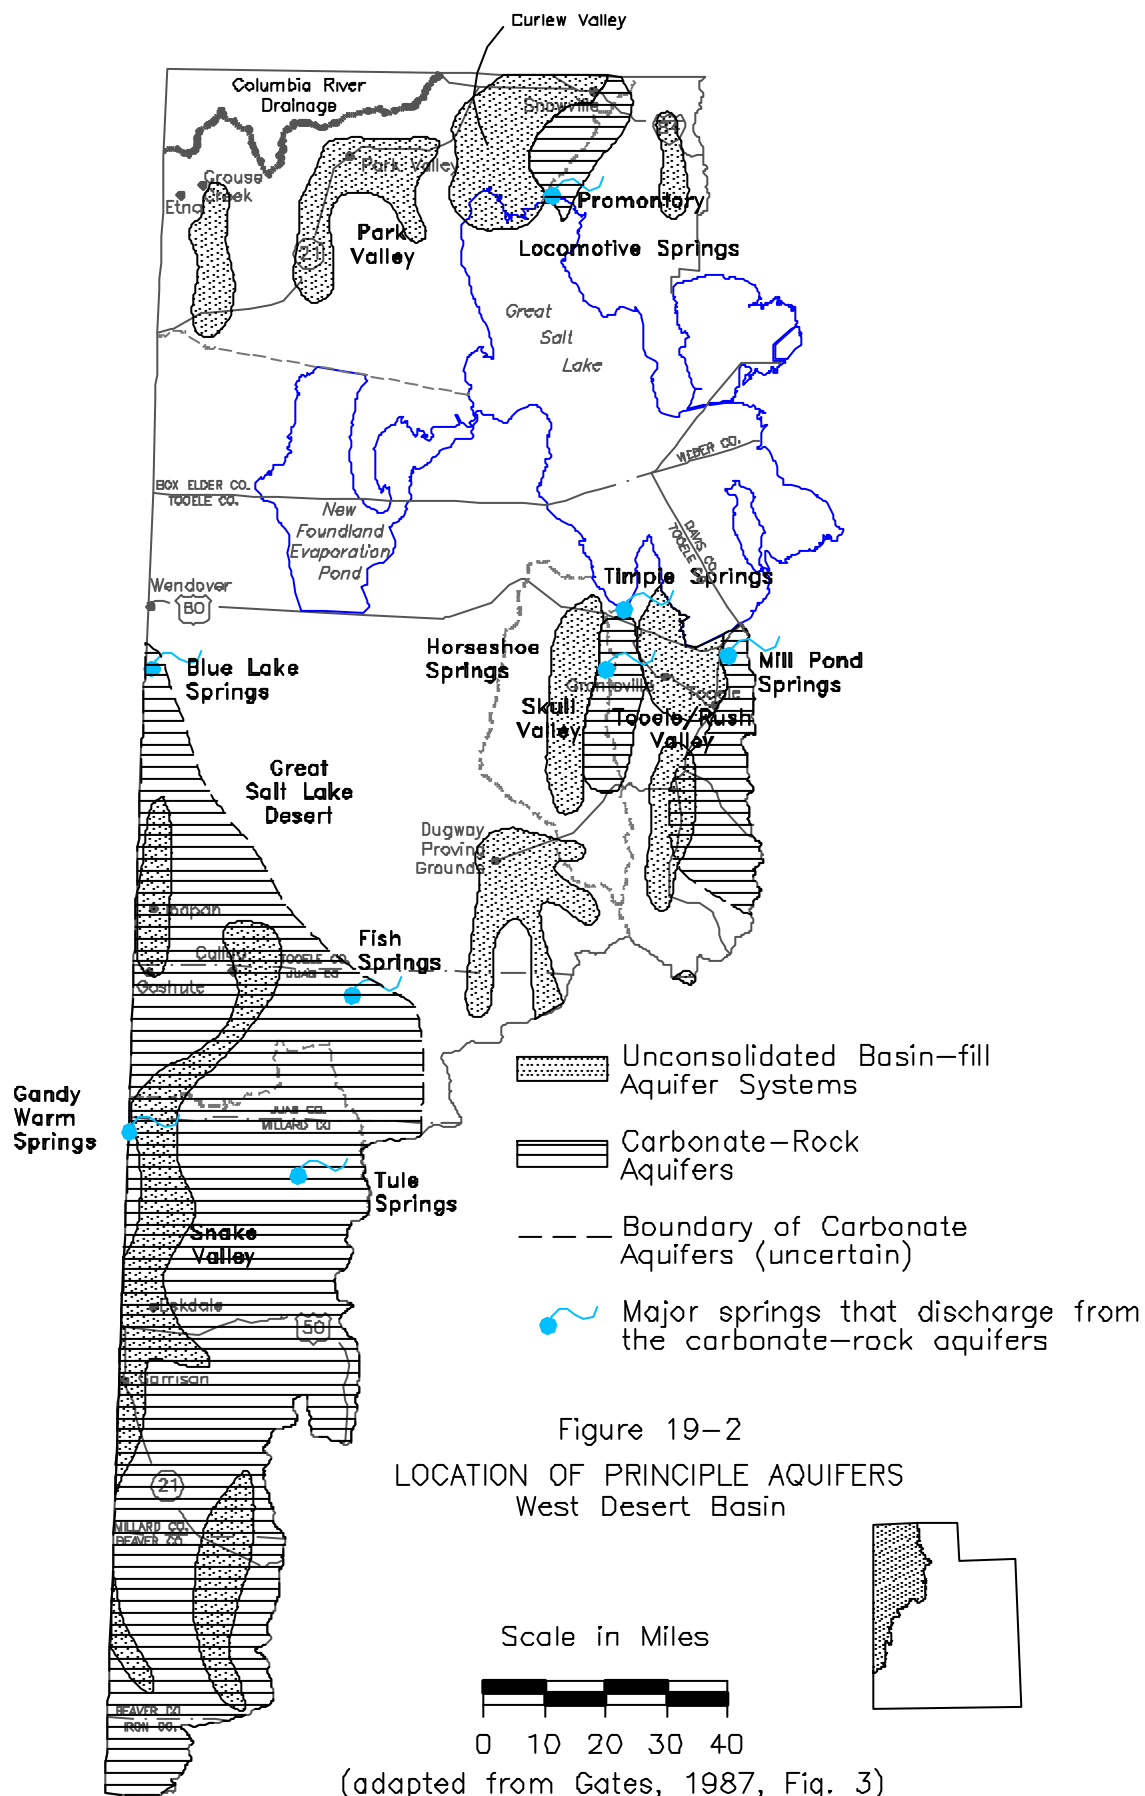 Curlew Valley
Columbia River
Drainage
Snowville
Park Valley
Grouse
Creek
Etna
Promontory
Park
Valley
21
Locomotive Springs
Great
Salt
Lake
WEBER CO.
BOX ELDER CO.
TOOELE CO.
New
Foundland
Evaporation
Pond
DAVIS CO.
TOOELE CO.
Timpie Springs
Wendover
80
Horseshoe
Springs
Mill Pond
Springs
Blue Lake
Springs
Grantsville
Tooele
Skull
Valley
Tooele/Rush
Valley
Great
Salt Lake
Desert
Dugway
Proving
Grounds
Ibapah
Fish
Springs
Callao
TOOELE CO.
JUAB CO.
Goshute
Unconsolidated Basin-fill
Aquifer Systems
Gandy
Warm
Springs
JUAB CO.
MILLARD CO.
Carbonate-Rock
Aquifers
Tule
Springs
Snake
Valley
Boundary of Carbonate
Aquifers (uncertain)
Eskdale
50
Major springs that discharge from
the carbonate-rock aquifers
Garrison
Figure 19-2
LOCATION OF PRINCIPLE AQUIFERS
West Desert Basin
21
MILLARD CO.
BEAVER CO.
Scale in Miles
BEAVER CO.
IRON CO.
0 10 20 30 40
(adapted from Gates, 1987, Fig. 3)